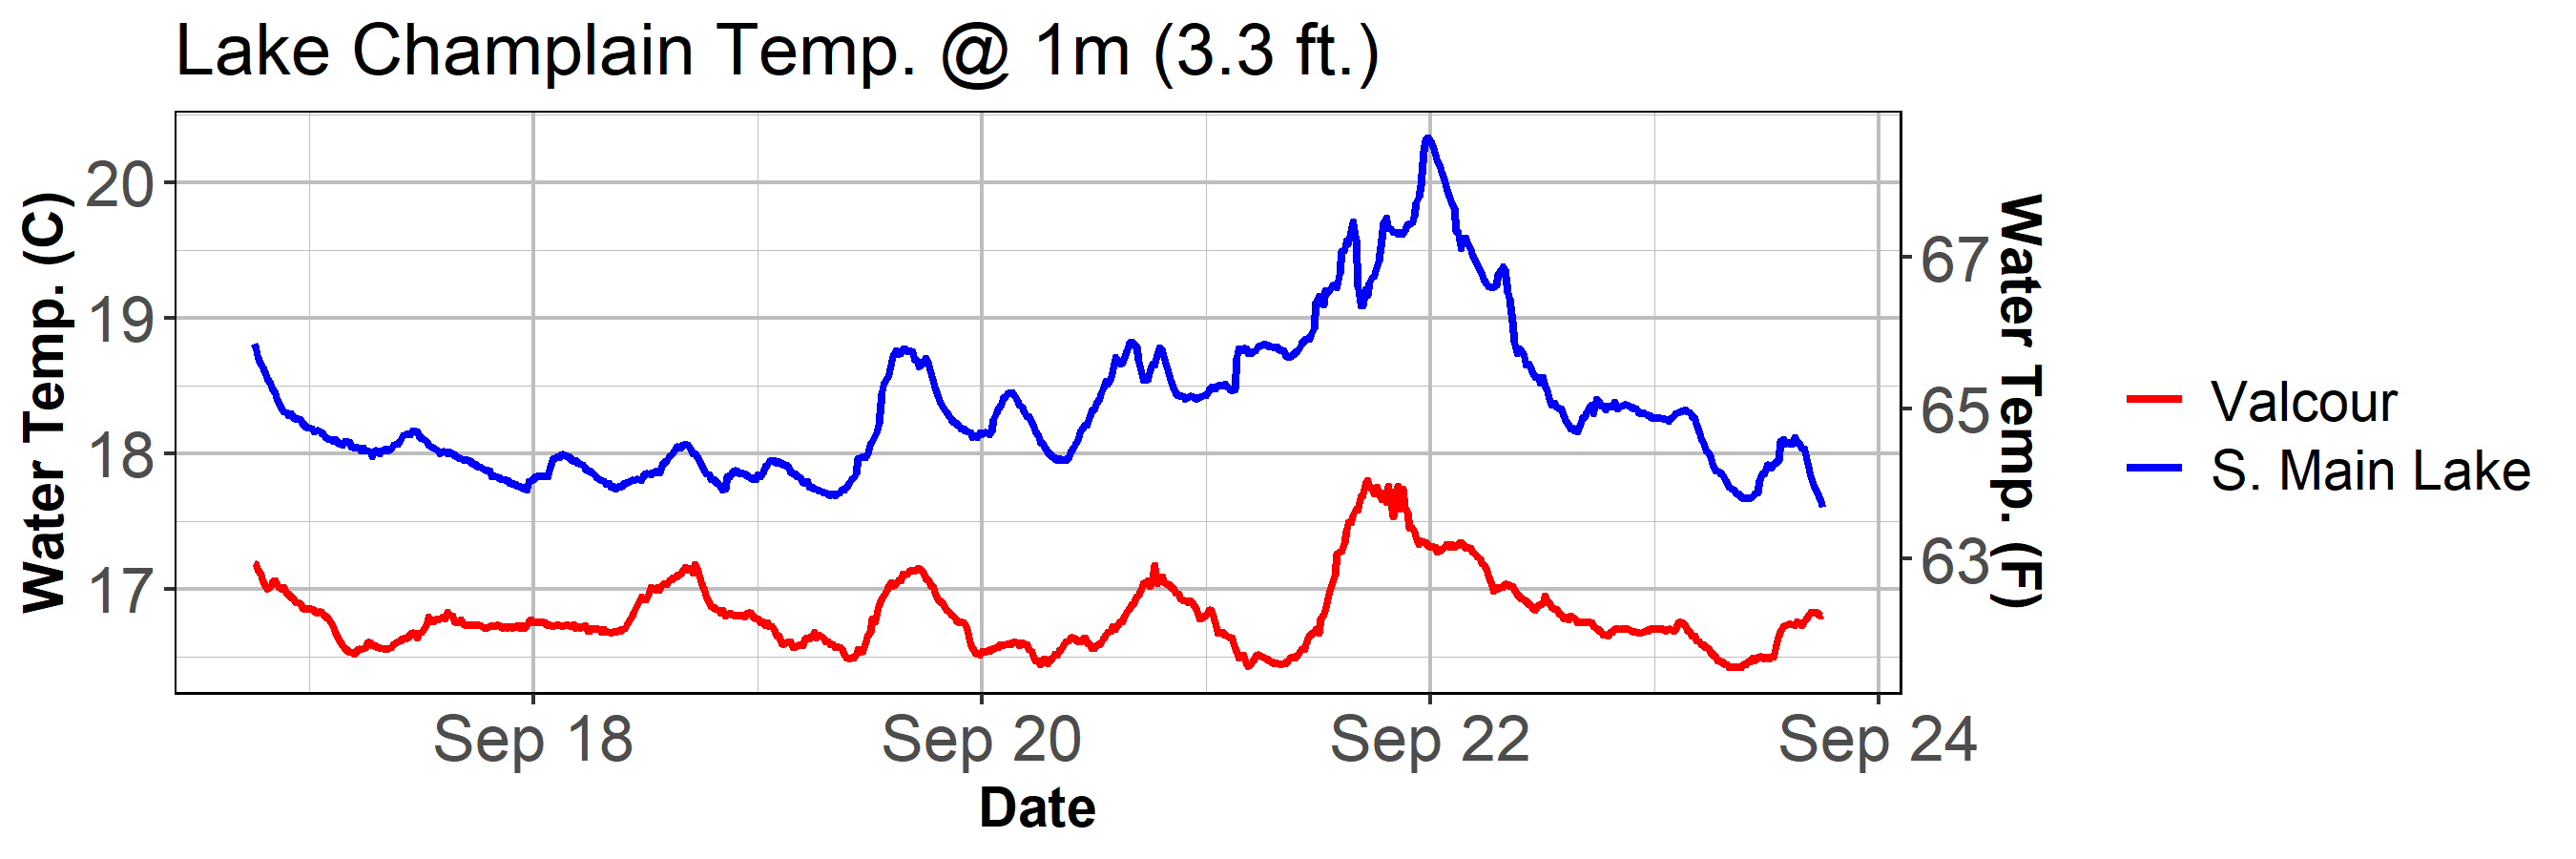 Lake Champlain Temp. @ 1m (3.3 ft.)
Water Temp. (C)
20
19
18
17
67
65
63
Water Temp. (F)
Sep 18
Sep 20
Sep 22
Sep 24
Date
Valcour
S. Main Lake